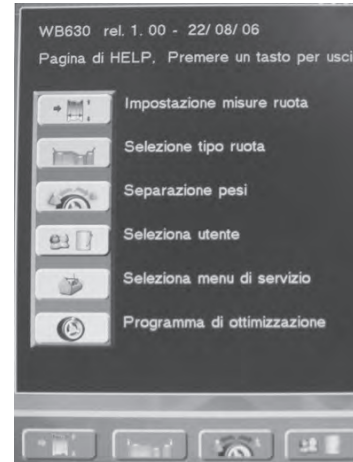 WB630 rel. 1. 00 - 22/ 08/ 06
Pagina di HELP, Premere un tasto per usci
Impostazione misure ruota
Selezione tipo ruota
Separazione pesi
Seleziona utente
Seleziona menu di servizio
Programma di ottimizzazione